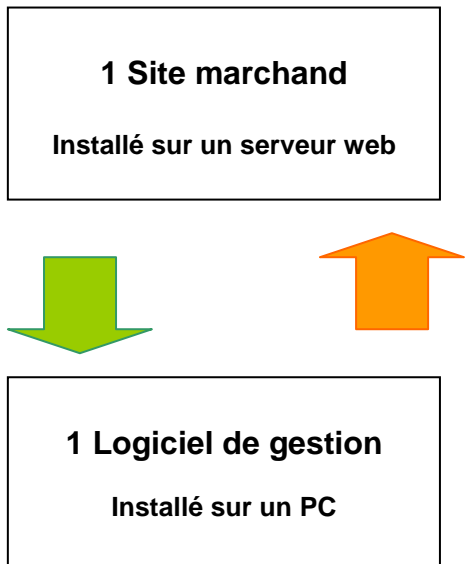 1 Site marchand
Installé sur un serveur web
1 Logiciel de gestion
Installé sur un PC